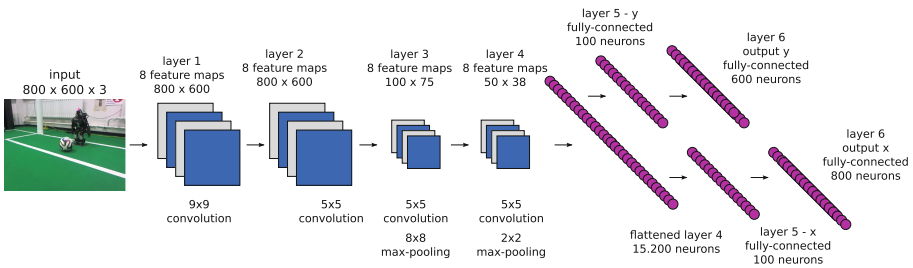 input
800 x 600 x 3
layer 1
8 feature maps
800 x 600
9x9
convolution
layer 2
8 feature maps
800 x 600
5x5
convolution
layer 3
8 feature maps
100 x 75
5x5
convolution
8x8
max-pooling
layer 4
8 feature maps
50 x 38
5x5
convolution
2x2
max-pooling
flattened layer 4
15.200 neurons
layer 5 - y
fully-connected
100 neurons
layer 6
output y
fully-connected
600 neurons
layer 5 - x
fully-connected
100 neurons
layer 6
output x
fully-connected
800 neurons